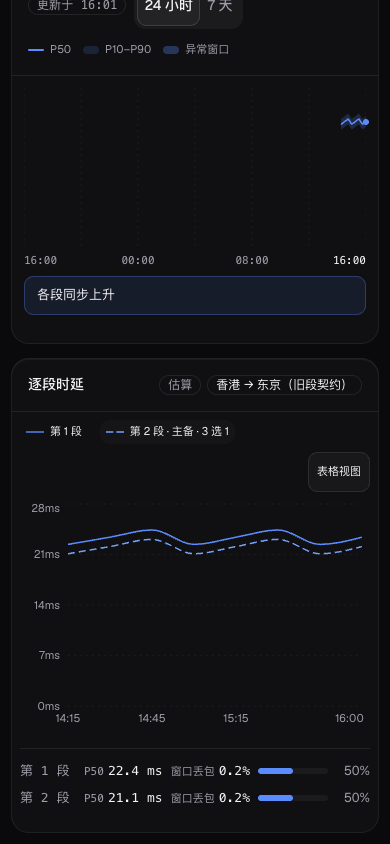 更新于 16:01 24 小时 7 天
P50 P10–P90 异常窗口
16:00 00:00 08:00 16:00
各段同步上升
逐段时延 估算 香港 → 东京（旧段契约）
第 1 段 第 2 段 · 主备 · 3 选 1
表格视图
28ms
21ms
14ms
7ms
0ms
14:15 14:45 15:15 16:00
第 1 段 P50 22.4 ms 窗口丢包 0.2% 50%
第 2 段 P50 21.1 ms 窗口丢包 0.2% 50%